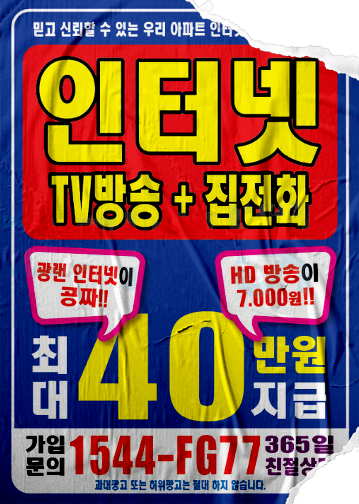 믿고 신뢰할 수 있는 우리 아파트
인터넷
TV방송 + 집전화
광랜 인터넷이
공짜!!
HD 방송이
7.000원!!
최대
40
만원
지급
가입
문의
1544-FG77
365일
과대광고 또는 허위광고는 절대 하지 않습니다.